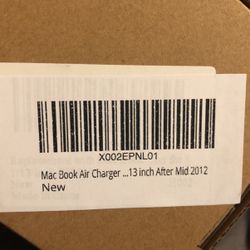 X002EPNL01
Mac Book Air Charger ...13 inch After Mid 2012
New